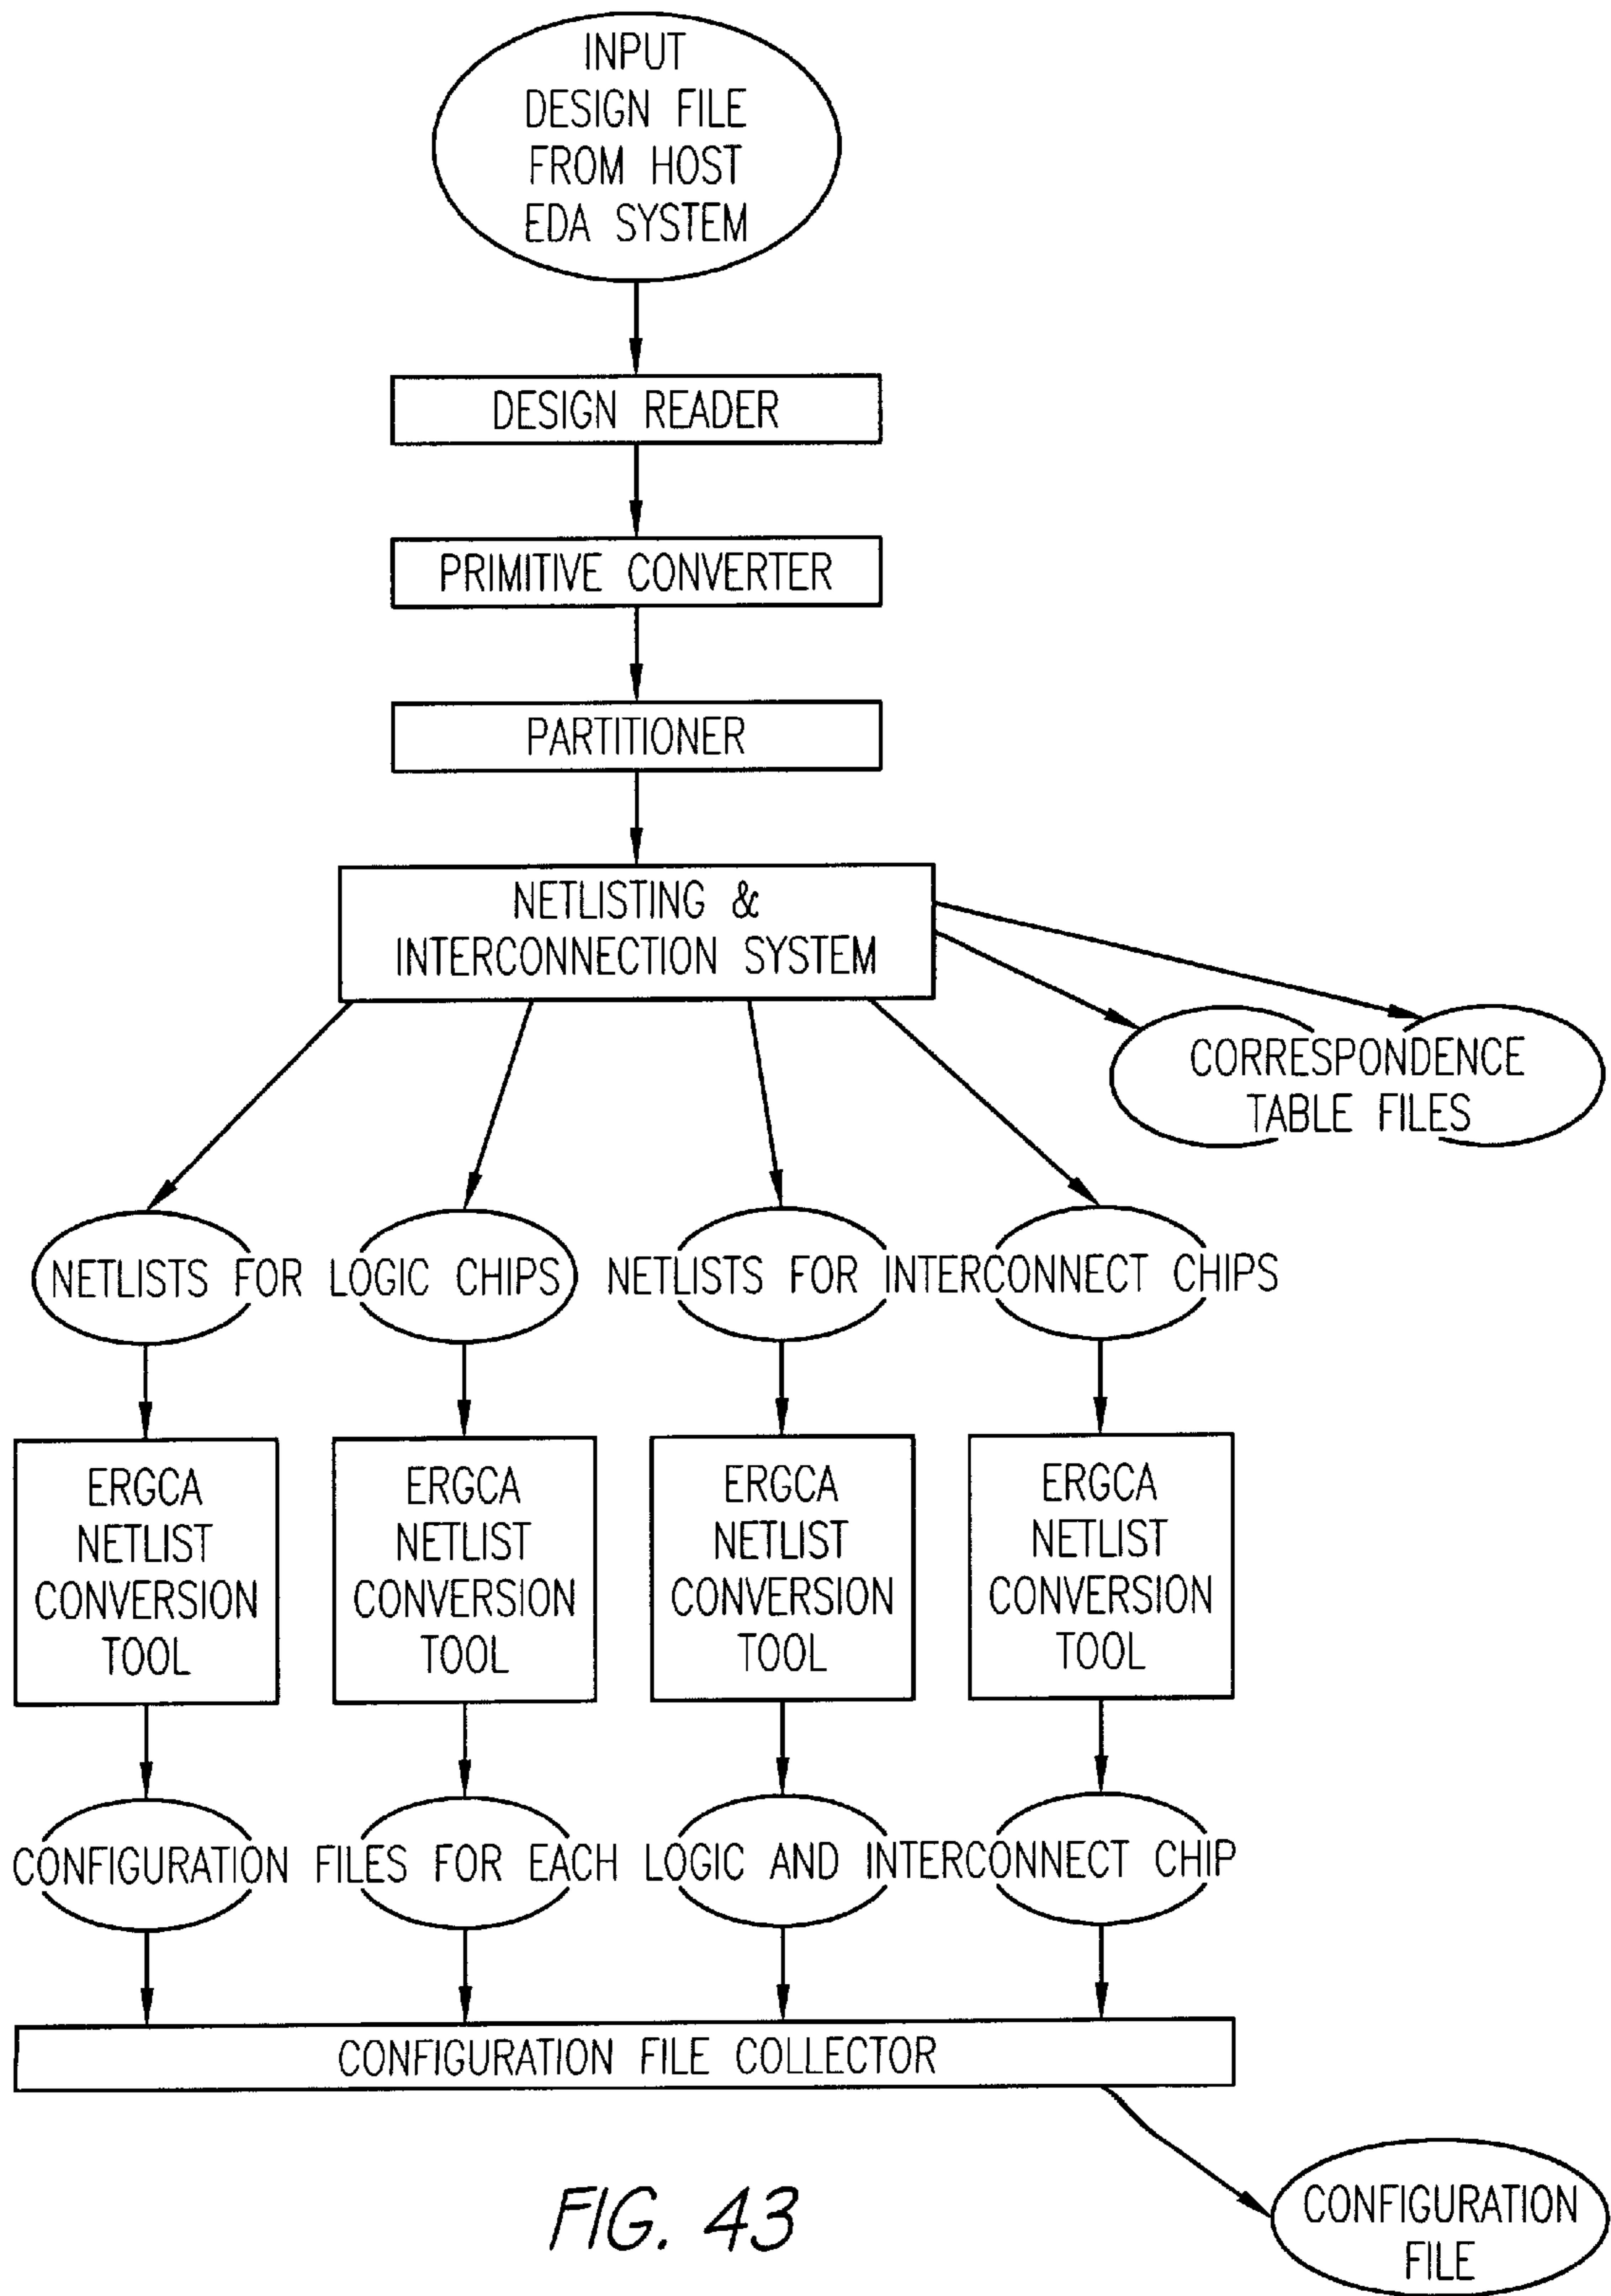 INPUT
DESIGN FILE
FROM HOST
EDA SYSTEM
DESIGN READER
PRIMITIVE CONVERTER
PARTITIONER
NETLISTING &
INTERCONNECTION SYSTEM
CORRESPONDENCE
TABLE FILES
NETLISTS FOR LOGIC CHIPS
NETLISTS FOR INTERCONNECT CHIPS
ERGCA
NETLIST
CONVERSION
TOOL
ERGCA
NETLIST
CONVERSION
TOOL
ERGCA
NETLIST
CONVERSION
TOOL
ERGCA
NETLIST
CONVERSION
TOOL
CONFIGURATION FILES FOR EACH LOGIC AND INTERCONNECT CHIP
CONFIGURATION FILE COLLECTOR
CONFIGURATION
FILE
FIG. 43